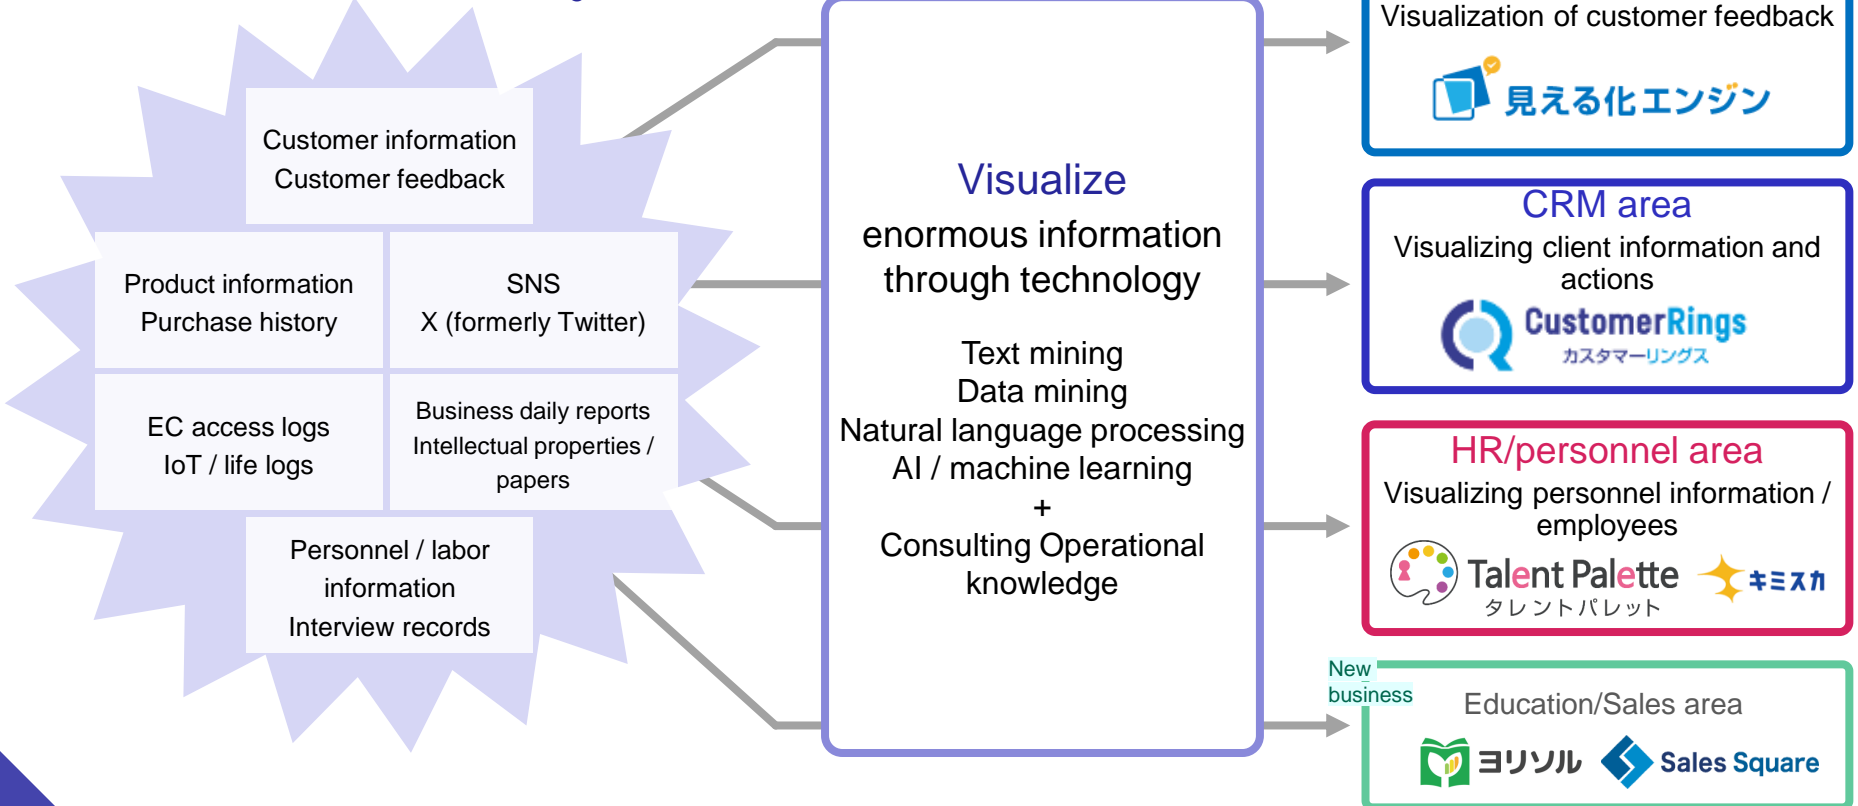 Customer information
Customer feedback
Product information
Purchase history
SNS
X (formerly Twitter)
EC access logs
IoT / life logs
Business daily reports
Intellectual properties /
papers
Personnel / labor
information
Interview records
Visualize
enormous information
through technology
Text mining
Data mining
Natural language processing
AI / machine learning
+
Consulting Operational
knowledge
Visualization of customer feedback
見える化エンジン
CRM area
Visualizing client information and
actions
CustomerRings
カスタマーリングス
HR/personnel area
Visualizing personnel information /
employees
Talent Palette
タレントパレット
キミスカ
New
business
Education/Sales area
ヨリソル
Sales Square